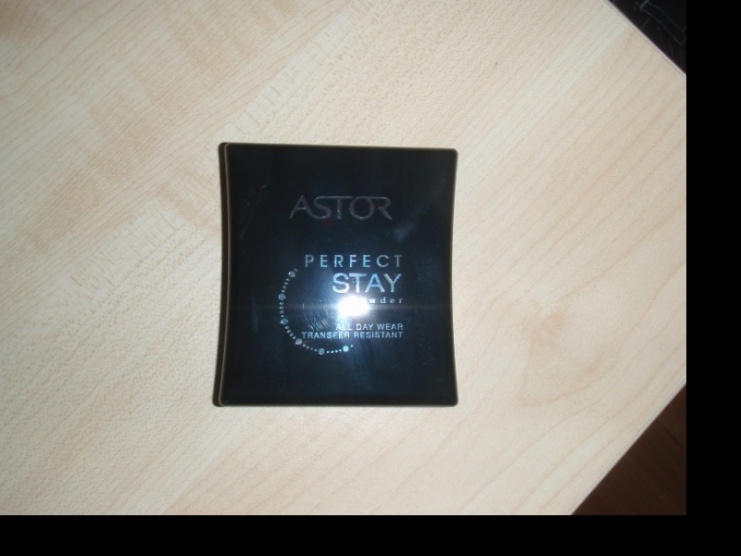 ASTOR
PERFECT
STAY
ALL DAY WEAR
TRANSFER RESISTANT